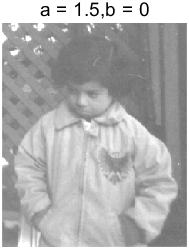 a = 1.5,b = 0